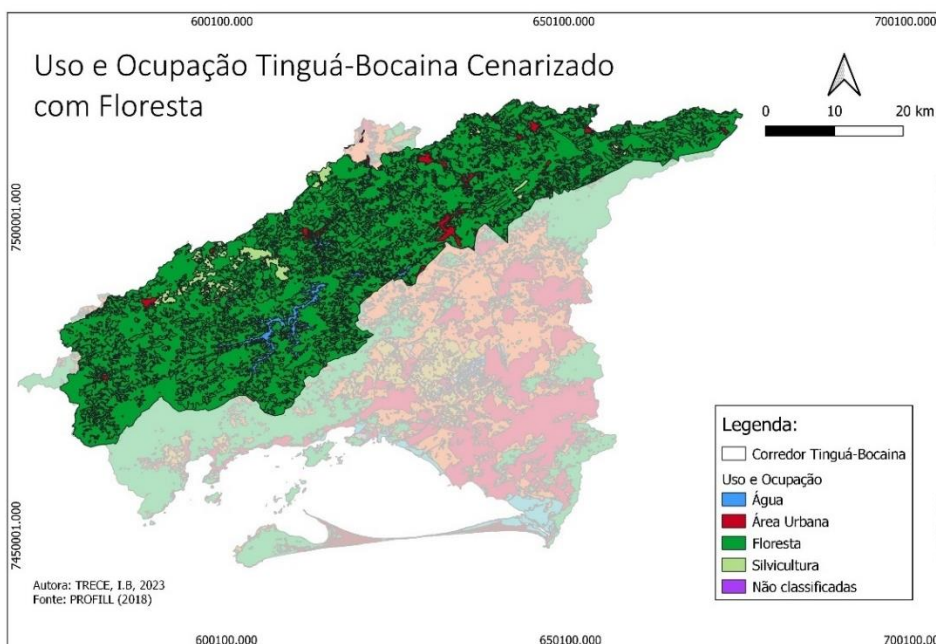 600100.000
650100.000
700100.000
Uso e Ocupação Tinguá-Bocaina Cenarizado
com Floresta
0 10 20 km
7500001.000
7450001.000
Legenda:
Corredor Tinguá-Bocaina
Uso e Ocupação
Água
Área Urbana
Floresta
Silvicultura
Não classificadas
Autora: TRECE, I.B, 2023
Fonte: PROFILL (2018)
600100.000
650100.000
700100.000